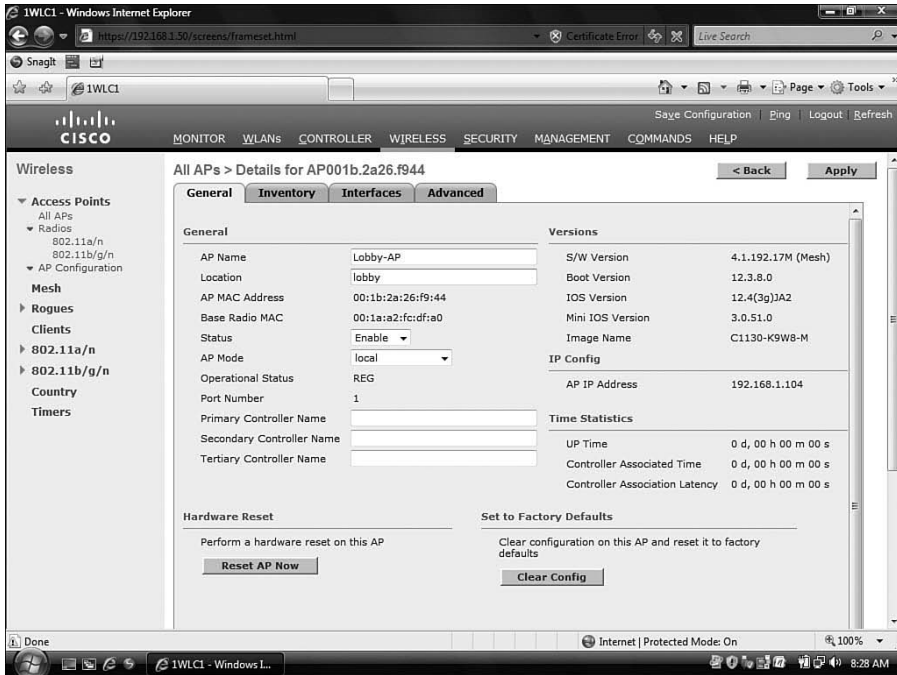 1WLC1 - Windows Internet Explorer
https://192.168.1.50/screens/frameset.html
Certificate Error
Live Search
SnagIt
1WLC1
Page
Tools
Save Configuration | Ping | Logout | Refresh
CISCO
MONITOR WLANs CONTROLLER WIRELESS SECURITY MANAGEMENT COMMANDS HELP
Wireless
Access Points
All APs
Radios
802.11a/n
802.11b/g/n
AP Configuration
Mesh
Rogues
Clients
802.11a/n
802.11b/g/n
Country
Timers
All APs > Details for AP001b.2a26.f944
< Back
Apply
General
Inventory
Interfaces
Advanced
General
AP Name Lobby-AP
Location lobby
AP MAC Address 00:1b:2a:26:f9:44
Base Radio MAC 00:1a:a2:fc:df:a0
Status Enable
AP Mode local
Operational Status REG
Port Number 1
Primary Controller Name
Secondary Controller Name
Tertiary Controller Name
Versions
S/W Version 4.1.192.17M (Mesh)
Boot Version 12.3.8.0
IOS Version 12.4(3g)JA2
Mini IOS Version 3.0.51.0
Image Name C1130-K9W8-M
IP Config
AP IP Address 192.168.1.104
Time Statistics
UP Time 0 d, 00 h 00 m 00 s
Controller Associated Time 0 d, 00 h 00 m 00 s
Controller Association Latency 0 d, 00 h 00 m 00 s
Hardware Reset
Perform a hardware reset on this AP
Reset AP Now
Set to Factory Defaults
Clear configuration on this AP and reset it to factory
defaults
Clear Config
Done
Internet | Protected Mode: On
100%
1WLC1 - Windows I...
8:28 AM